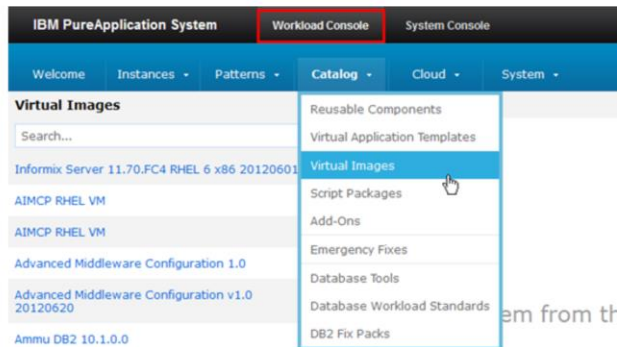 IBM PureApplication System Workload Console System Console
Welcome Instances Patterns Catalog Cloud System
Virtual Images
Search...
Informix Server 11.70.FC4 RHEL 6 x86 20120601
AIMCP RHEL VM
AIMCP RHEL VM
Advanced Middleware Configuration 1.0
Advanced Middleware Configuration v1.0
20120620
Ammu DB2 10.1.0.0
Reusable Components
Virtual Application Templates
Virtual Images
Script Packages
Add-Ons
Emergency Fixes
Database Tools
Database Workload Standards
DB2 Fix Packs
em from th